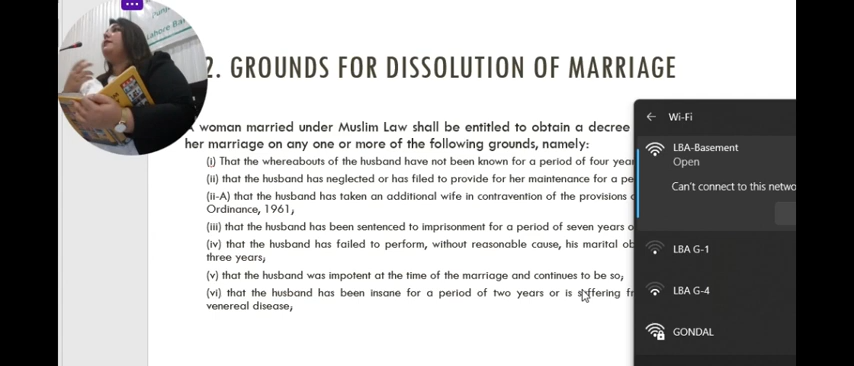 2. GROUNDS FOR DISSOLUTION OF MARRIAGE
woman married under Muslim Law shall be entitled to obtain a decree
her marriage on any one or more of the following grounds, namely:
(i) That the whereabouts of the husband have not been known for a period of four
(ii) that the husband has neglected or has filed to provide for her maintenance for a
(ii-A) that the husband has taken an additional wife in contravention of the provisions
Ordinance, 1961;
(iii) that the husband has been sentenced to imprisonment for a period of seven years
(iv) that the husband has failed to perform, without reasonable cause, his marital
three years;
(v) that the husband was impotent at the time of the marriage and continues to be so;
(vi) that the husband has been insane for a period of two years or is suffering
venereal disease;
Wi-Fi
LBA-Basement
Open
Can't connect to this
LBA G-1
LBA G-4
GONDAL